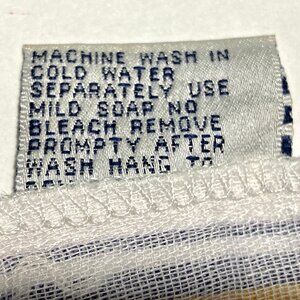 MACHINE WASH IN
COLD WATER
SEPARATELY USE
MILD SOAP NO
BLEACH REMOVE
PROMPTY AFTER
WASH HANG TO